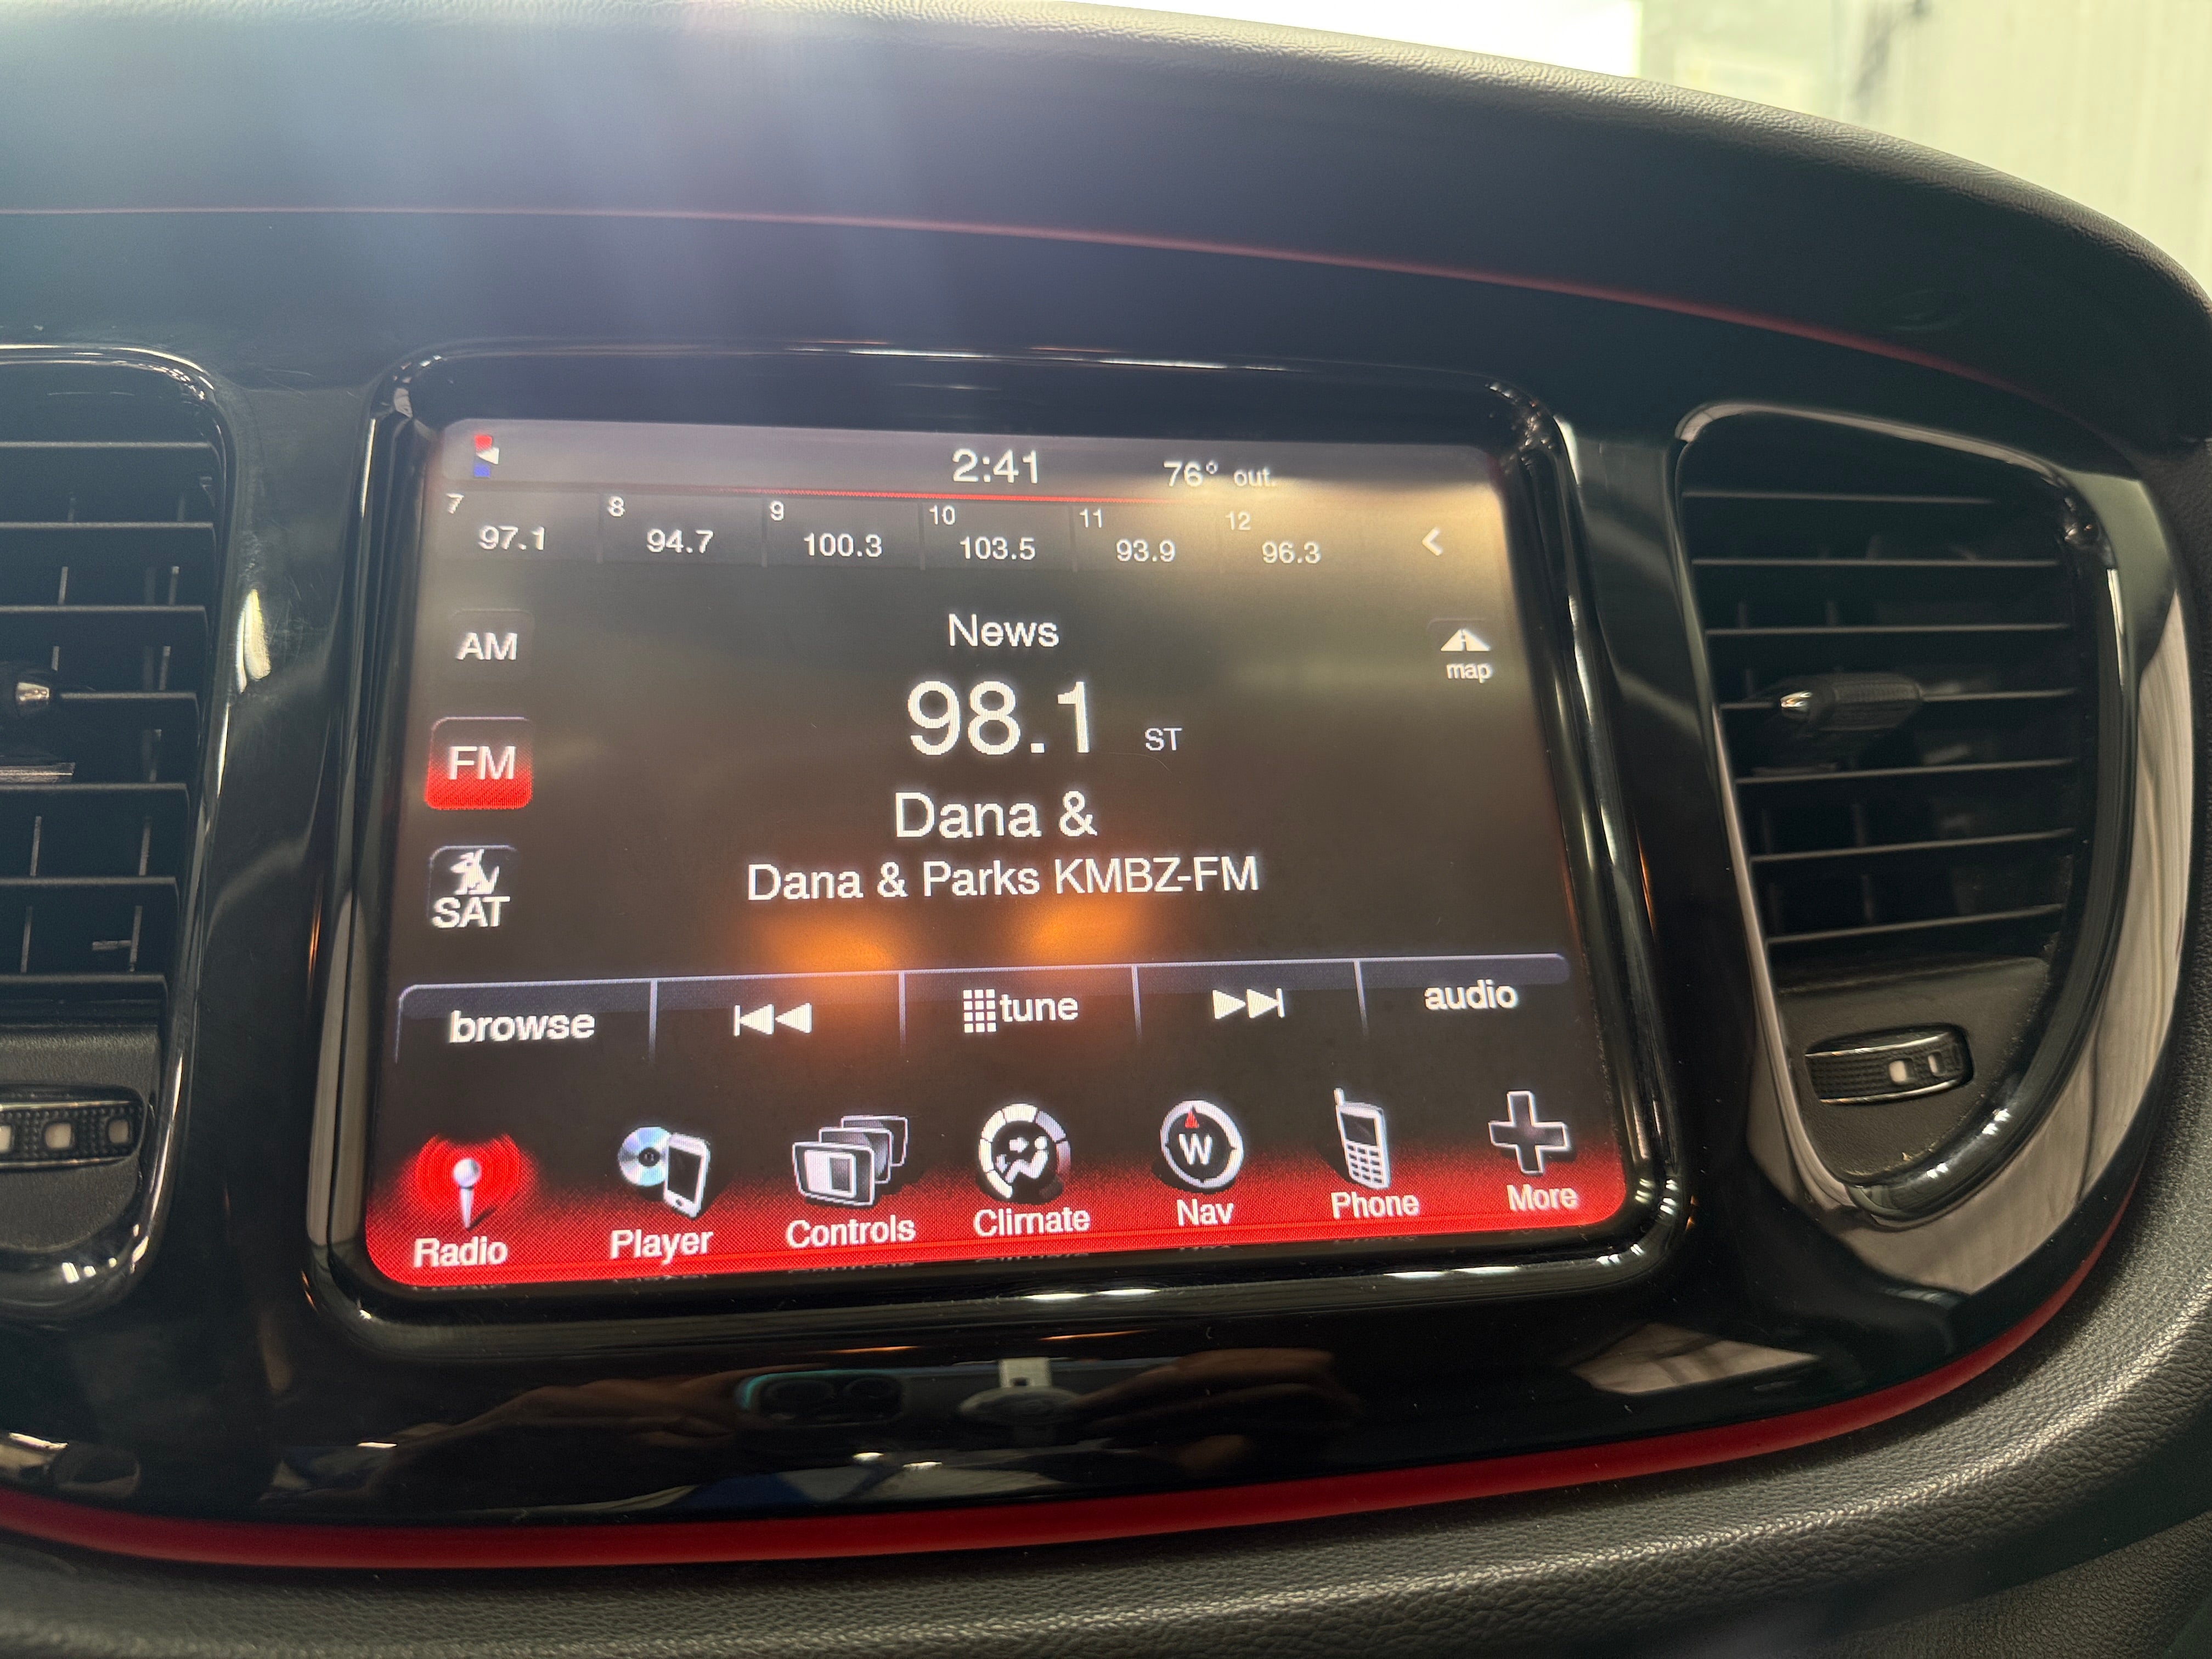 2:41 76° out.
7 8 9 10 11 12
97.1 94.7 100.3 103.5 93.9 96.3
News
AM
map
98.1 ST
FM
Dana &
Dana & Parks KMBZ-FM
SAT
browse tune audio
W
Radio Player Controls Climate Nav Phone More